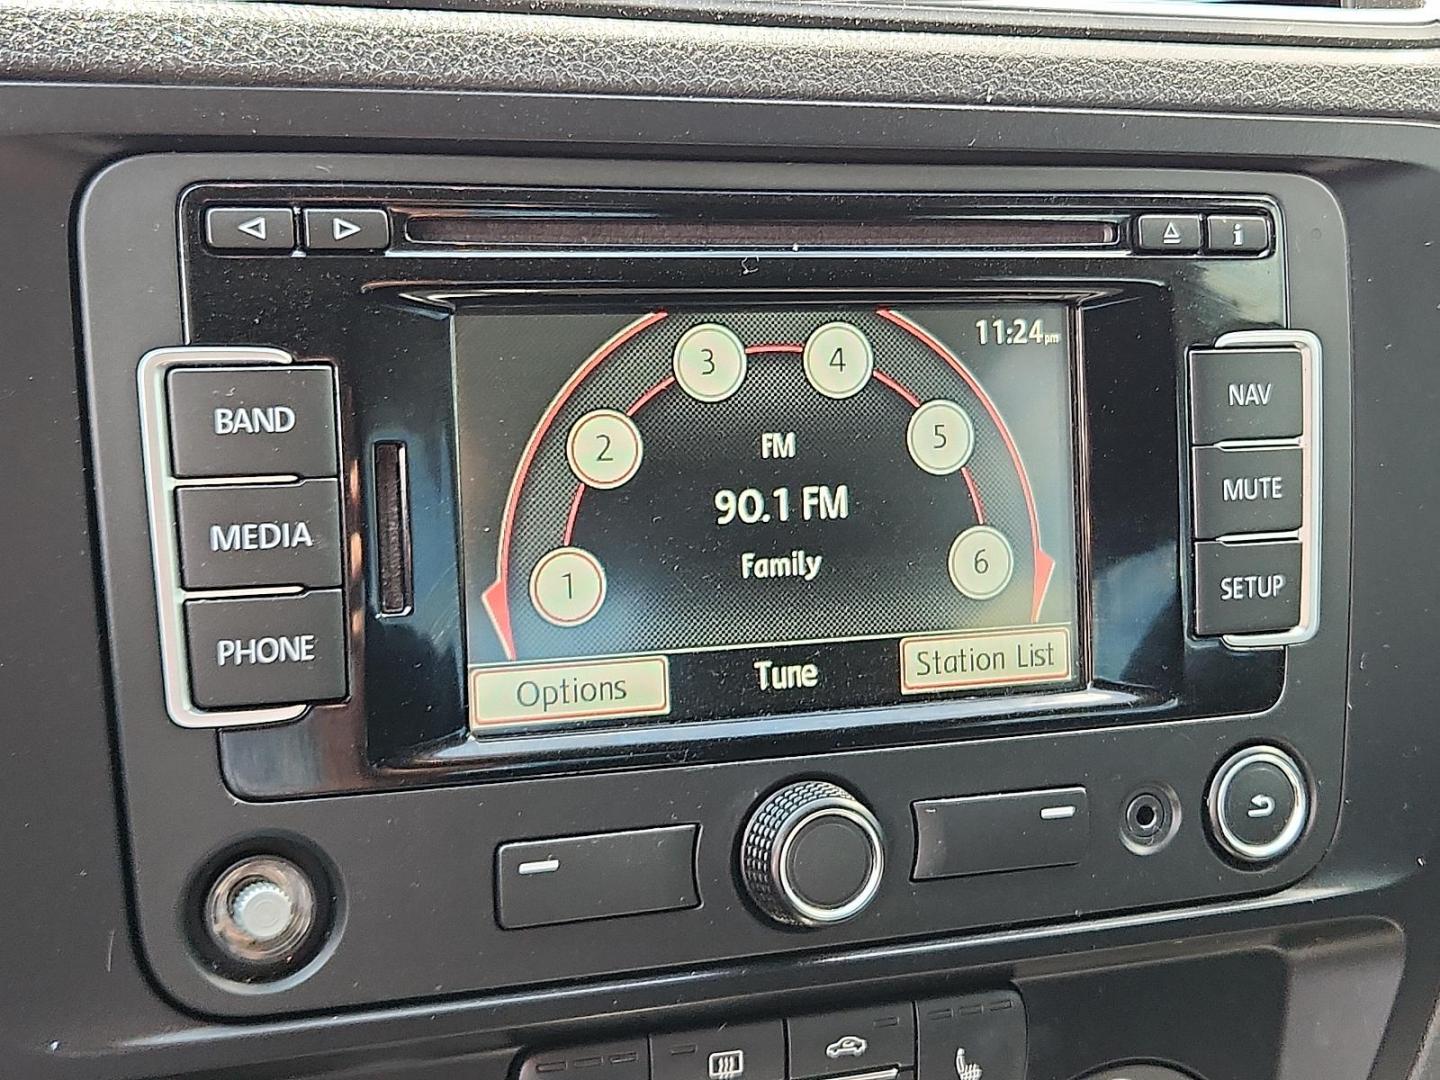 i
11:24pm
3
4
2
5
1
6
FM
90.1 FM
Family
Options
Tune
Station List
BAND
MEDIA
PHONE
NAV
MUTE
SETUP